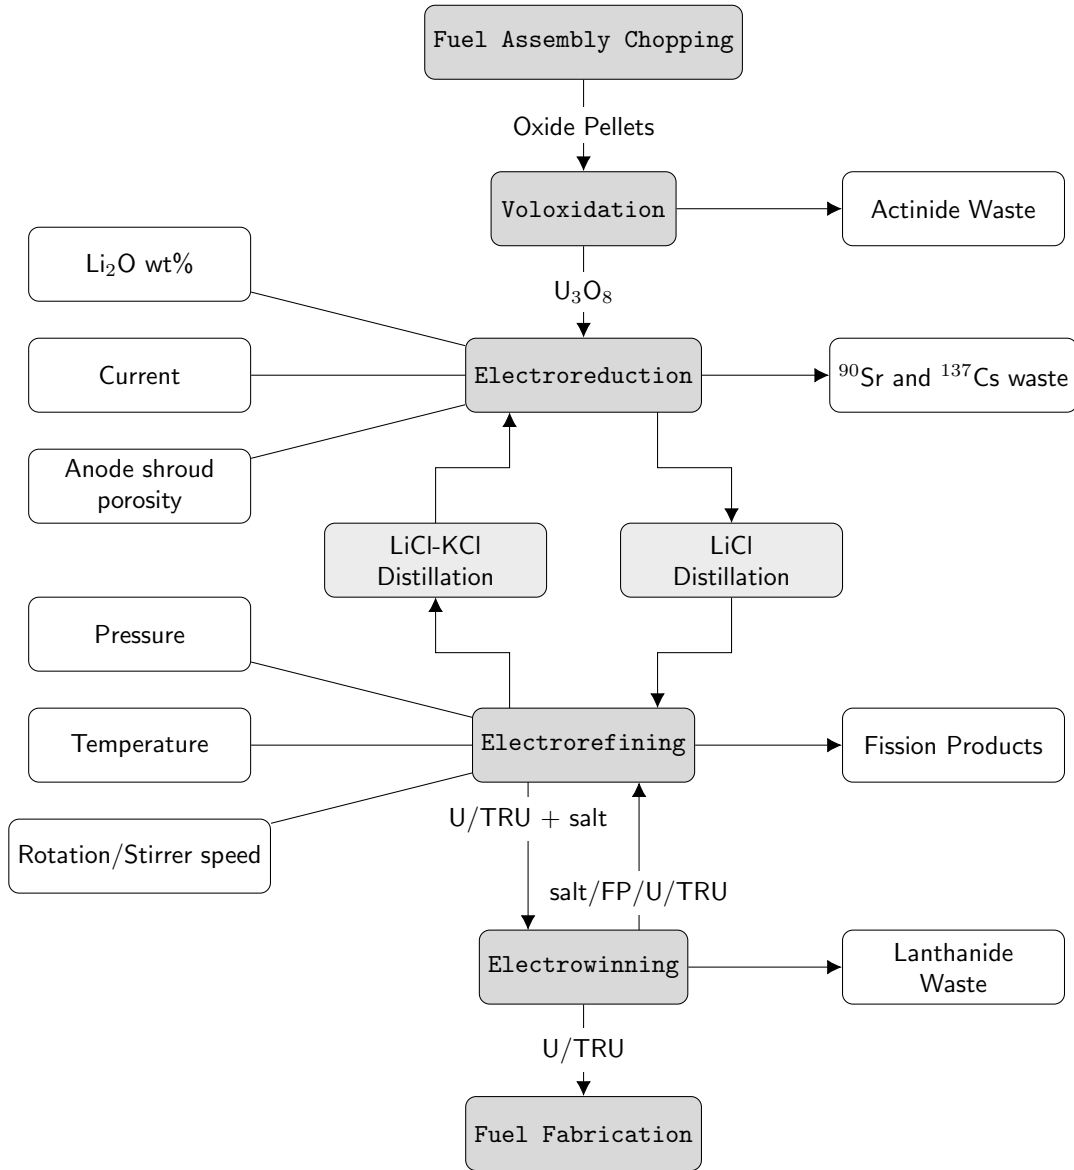 Fuel Assembly Chopping
Oxide Pellets
Voloxidation
Actinide Waste
Li₂O wt%
U₃O₈
Current
Electroreduction
⁹⁰Sr and ¹³⁷Cs waste
Anode shroud
porosity
LiCl-KCl
Distillation
LiCl
Distillation
Pressure
Temperature
Electrorefining
Fission Products
U/TRU + salt
Rotation/Stirrer speed
salt/FP/U/TRU
Electrowinning
Lanthanide
Waste
U/TRU
Fuel Fabrication